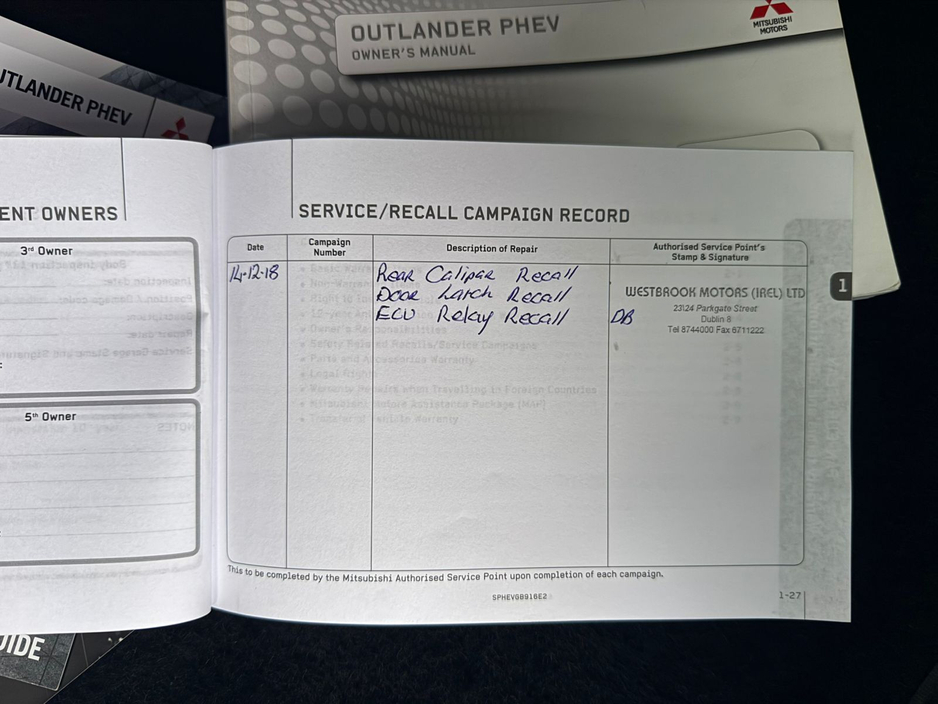 OUTLANDER PHEV
OWNER'S MANUAL
MITSUBISHI
MOTORS
UTLANDER PHEV
ENT OWNERS
3rd Owner
5th Owner
SERVICE/RECALL CAMPAIGN RECORD
Date
Campaign Number
Description of Repair
Authorised Service Point's Stamp & Signature
14-12-18
Rear Caliper Recall
Door Latch Recall
ECU Relay Recall
WESTBROOK MOTORS (IREL) LTD
23/24 Parkgate Street
DB
Dublin 8
Tel 8744000 Fax 6711222
1
This to be completed by the Mitsubishi Authorised Service Point upon completion of each campaign.
SPHEV0B916E2
1-27
UIDE